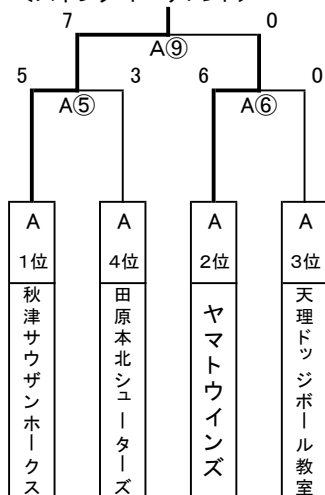 7 0
A⑨
5 3 6 0
A⑤ A⑥
A A A A
1位 4位 2位 3位
秋津サウザンホークス
田原本北シューターズ
ヤマトウインズ
天理ドッジボール教室